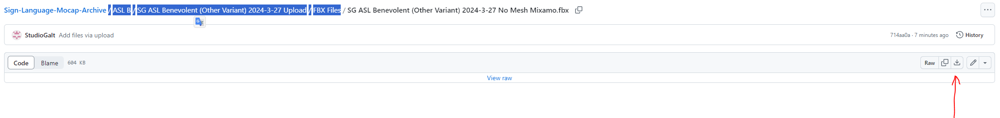 Sign-Language-Mocap-Archive / ASL B / SG ASL Benevolent (Other Variant) 2024-3-27 Upload / FBX Files / SG ASL Benevolent (Other Variant) 2024-3-27 No Mesh Mixamo.fbx
StudioGalt Add files via upload 714aa0a · 7 minutes ago History
Code Blame 604 KB Raw
View raw